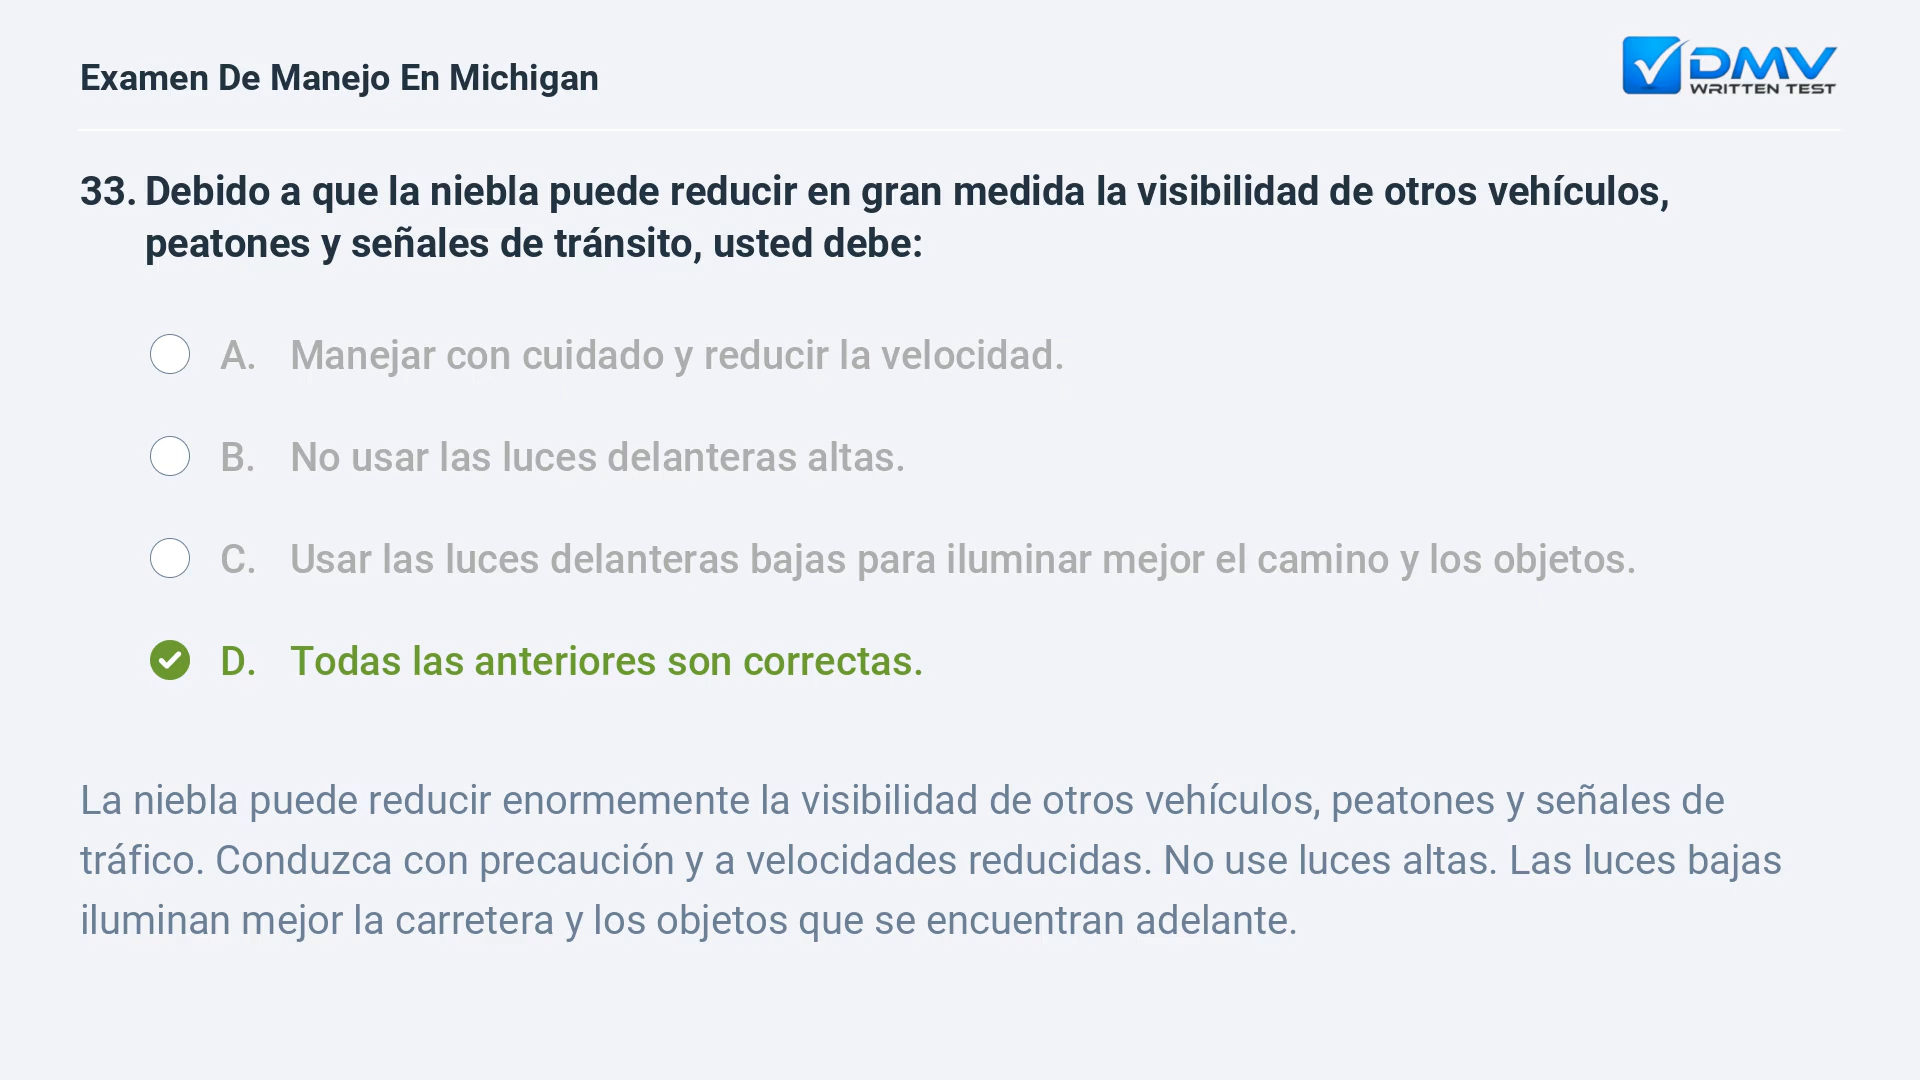 Examen De Manejo En Michigan
DMV
WRITTEN TEST
33. Debido a que la niebla puede reducir en gran medida la visibilidad de otros vehículos,
peatones y señales de tránsito, usted debe:
A. Manejar con cuidado y reducir la velocidad.
B. No usar las luces delanteras altas.
C. Usar las luces delanteras bajas para iluminar mejor el camino y los objetos.
D. Todas las anteriores son correctas.
La niebla puede reducir enormemente la visibilidad de otros vehículos, peatones y señales de
tráfico. Conduzca con precaución y a velocidades reducidas. No use luces altas. Las luces bajas
iluminan mejor la carretera y los objetos que se encuentran adelante.